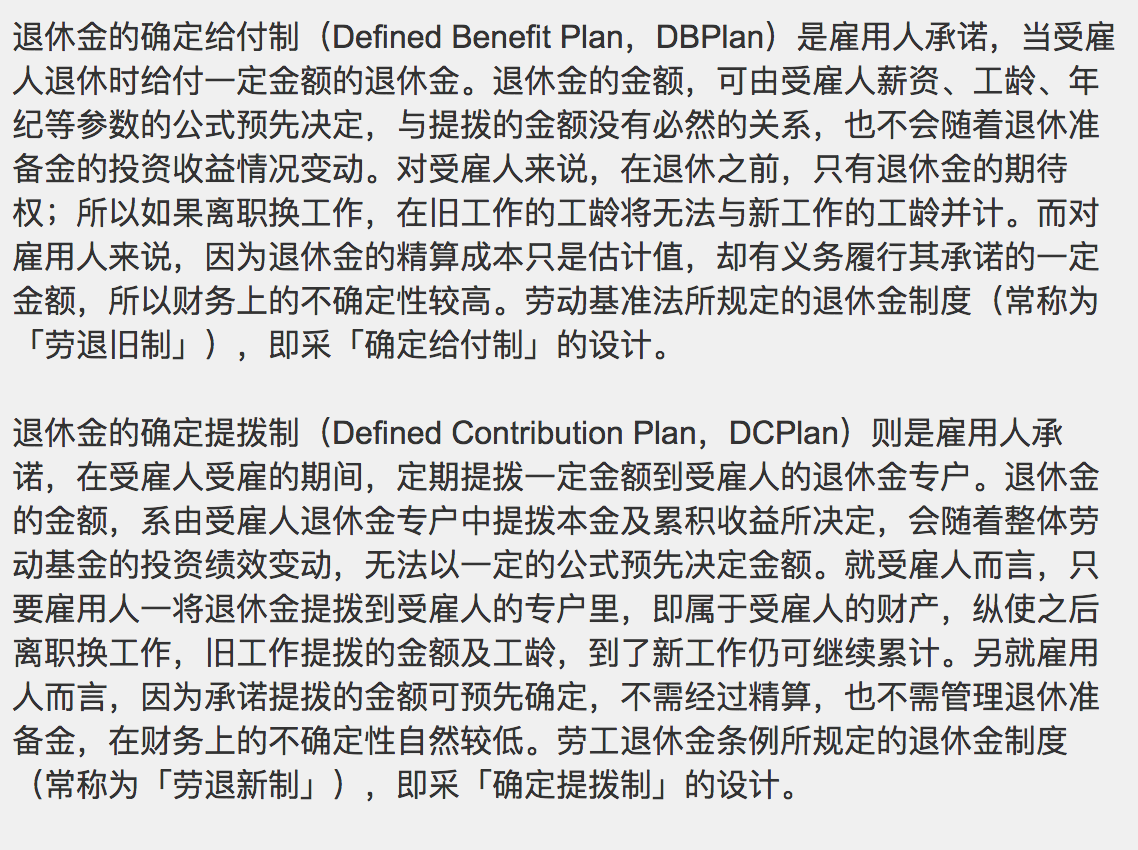 退休金的确定给付制（Defined Benefit Plan，DBPlan）是雇用人承诺，当受雇
人退休时给付一定金额的退休金。退休金的金额，可由受雇人薪资、工龄、年
纪等参数的公式预先决定，与提拨的金额没有必然的关系，也不会随着退休准
备金的投资收益情况变动。对受雇人来说，在退休之前，只有退休金的期待
权；所以如果离职换工作，在旧工作的工龄将无法与新工作的工龄并计。而对
雇用人来说，因为退休金的精算成本只是估计值，却有义务履行其承诺的一定
金额，所以财务上的不确定性较高。劳动基准法所规定的退休金制度（常称为
「劳退旧制」），即采「确定给付制」的设计。
退休金的确定提拨制（Defined Contribution Plan，DCPlan）则是雇用人承
诺，在受雇人受雇的期间，定期提拨一定金额到受雇人的退休金专户。退休金
的金额，系由受雇人退休金专户中提拨本金及累积收益所决定，会随着整体劳
动基金的投资绩效变动，无法以一定的公式预先决定金额。就受雇人而言，只
要雇用人一将退休金提拨到受雇人的专户里，即属于受雇人的财产，纵使之后
离职换工作，旧工作提拨的金额及工龄，到了新工作仍可继续累计。另就雇用
人而言，因为承诺提拨的金额可预先确定，不需经过精算，也不需管理退休准
备金，在财务上的不确定性自然较低。劳工退休金条例所规定的退休金制度
（常称为「劳退新制」），即采「确定提拨制」的设计。